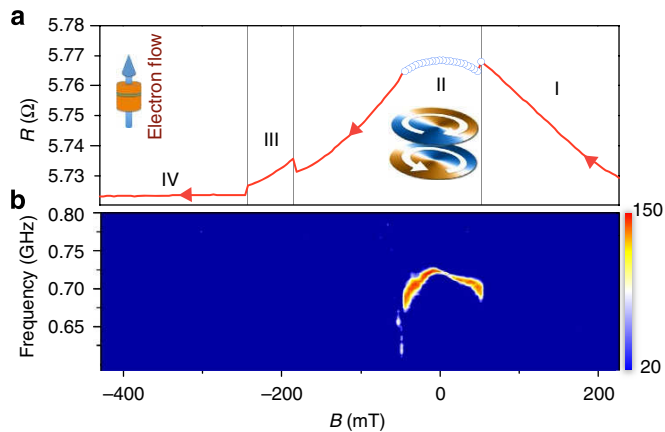 a
5.78
5.77
5.76
5.75
5.74
5.73
R (Ω)
Electron flow
I
II
III
IV
b
0.80
0.75
0.70
0.65
Frequency (GHz)
150
20
−400
−200
0
200
B (mT)